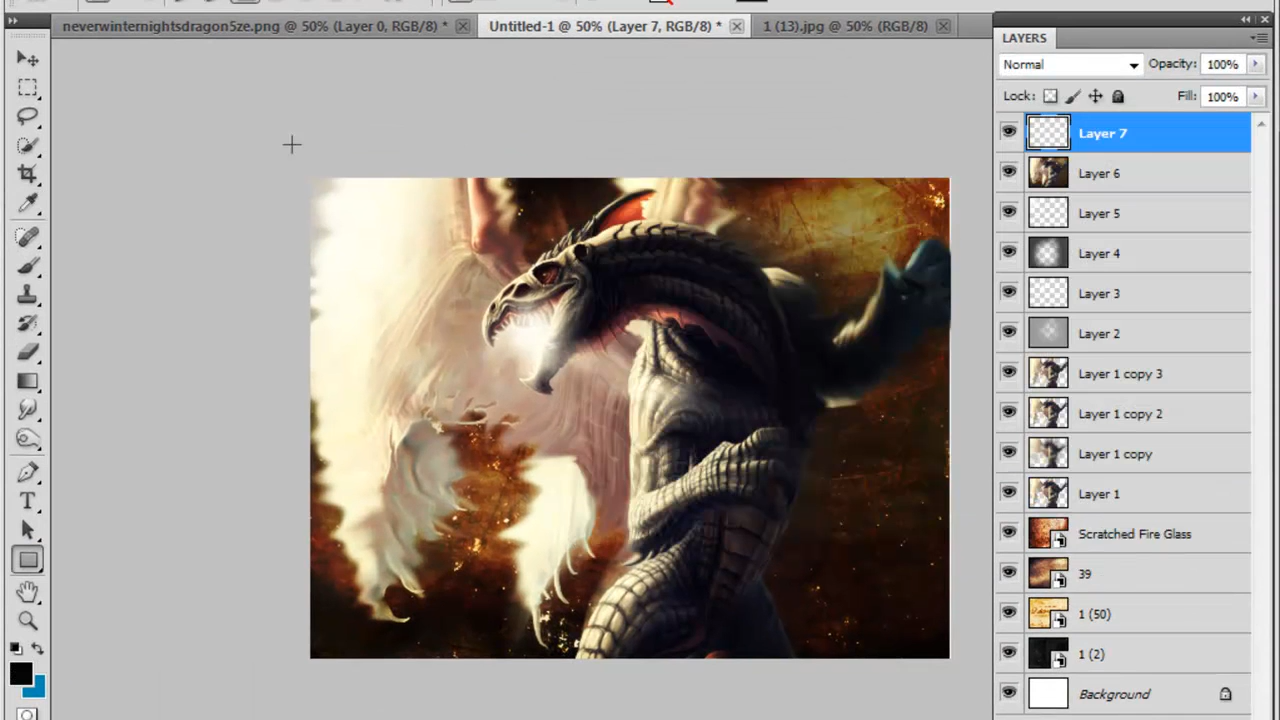 neverwinternightsdragon5ze.png @ 50% (Layer 0, RGB/8) *
Untitled-1 @ 50% (Layer 7, RGB/8) *
1 (13).jpg @ 50% (RGB/8)
LAYERS
Normal
Opacity: 100%
Lock:
Fill: 100%
Layer 7
Layer 6
Layer 5
Layer 4
Layer 3
Layer 2
Layer 1 copy 3
Layer 1 copy 2
Layer 1 copy
Layer 1
Scratched Fire Glass
39
1 (50)
1 (2)
Background